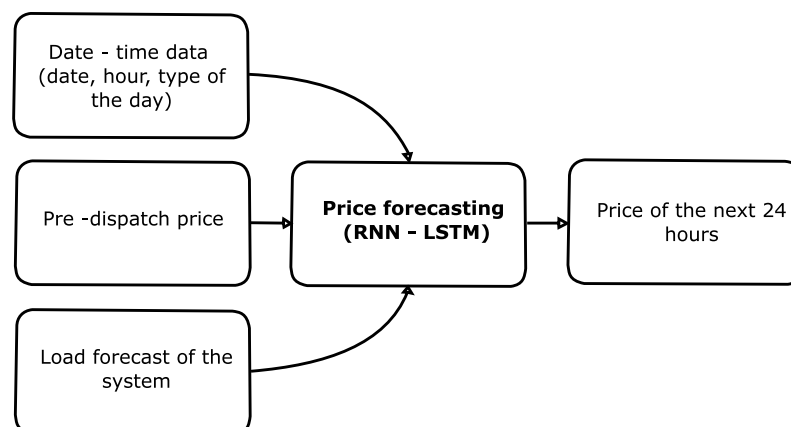 Date - time data
(date, hour, type of
the day)
Pre -dispatch price
Load forecast of the
system
Price forecasting
(RNN - LSTM)
Price of the next 24
hours